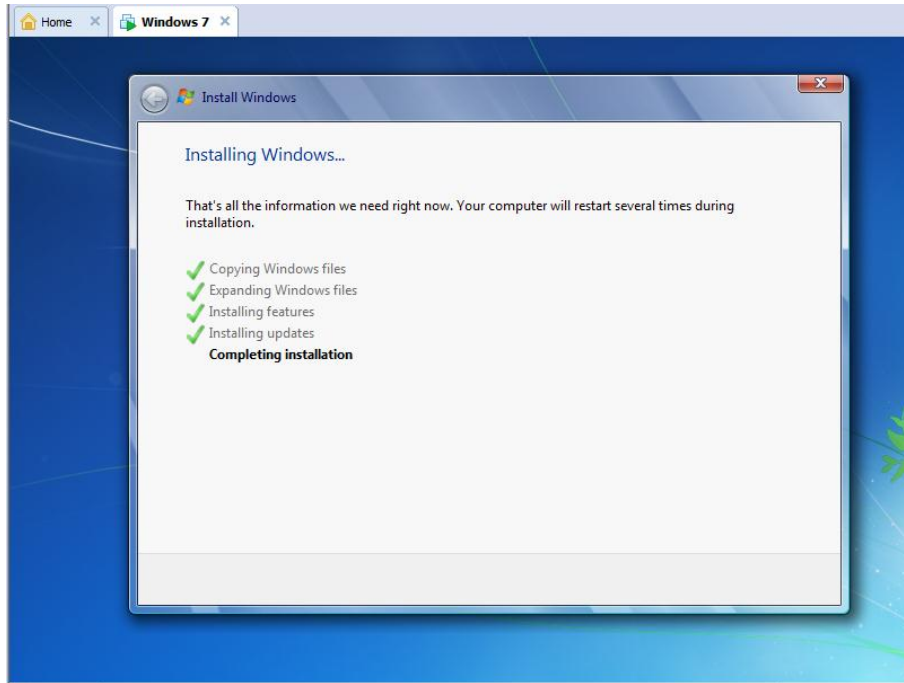 Home
Windows 7
Install Windows
Installing Windows...
That's all the information we need right now. Your computer will restart several times during
installation.
Copying Windows files
Expanding Windows files
Installing features
Installing updates
Completing installation